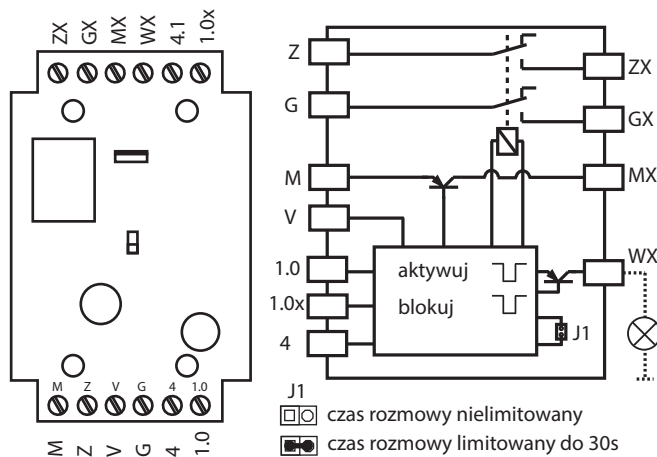 ZX GX MX WX 4.1 1.0x
M Z V G 4 1.0
M Z V G 4 1.0
Z
G
M
V
1.0
1.0x
4
aktywuj
blokuj
J1
ZX
GX
MX
WX
J1
czas rozmowy nielimitowany
czas rozmowy limitowany do 30s